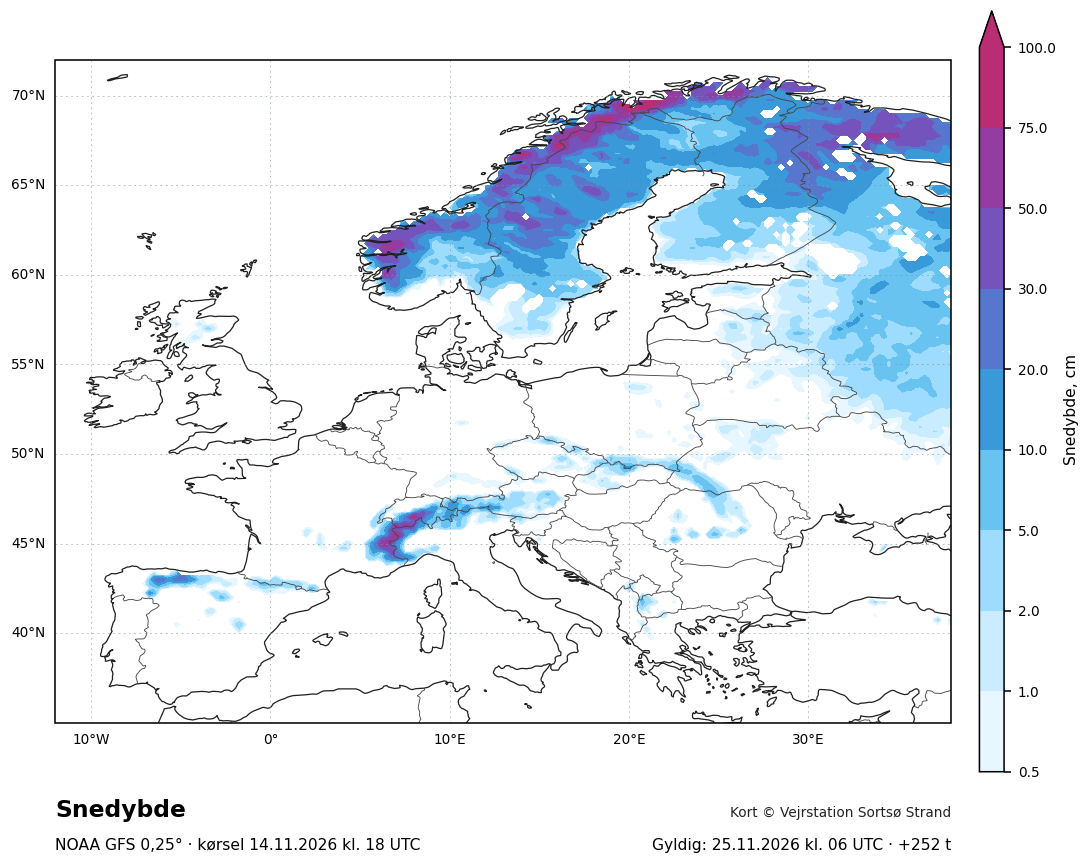 100.0
75.0
50.0
30.0
20.0
10.0
5.0
2.0
1.0
0.5
Snedybde, cm
70°N
65°N
60°N
55°N
50°N
45°N
40°N
10°W
0°
10°E
20°E
30°E
Snedybde
Kort © Vejrstation Sortsø Strand
NOAA GFS 0,25° · kørsel 14.11.2026 kl. 18 UTC
Gyldig: 25.11.2026 kl. 06 UTC · +252 t